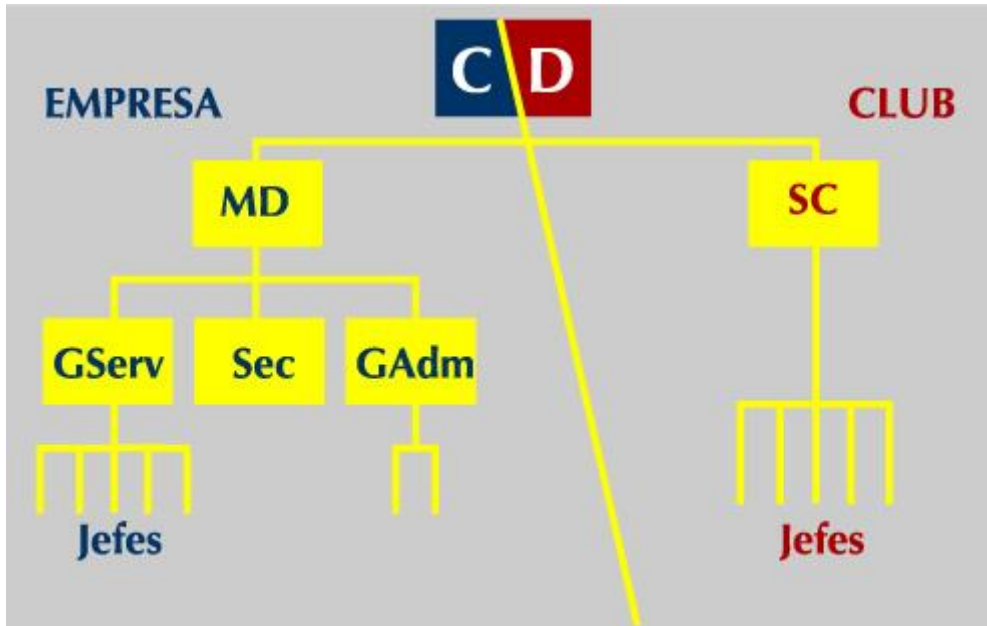 C D
EMPRESA
CLUB
MD
SC
GServ
Sec
GAdm
Jefes
Jefes